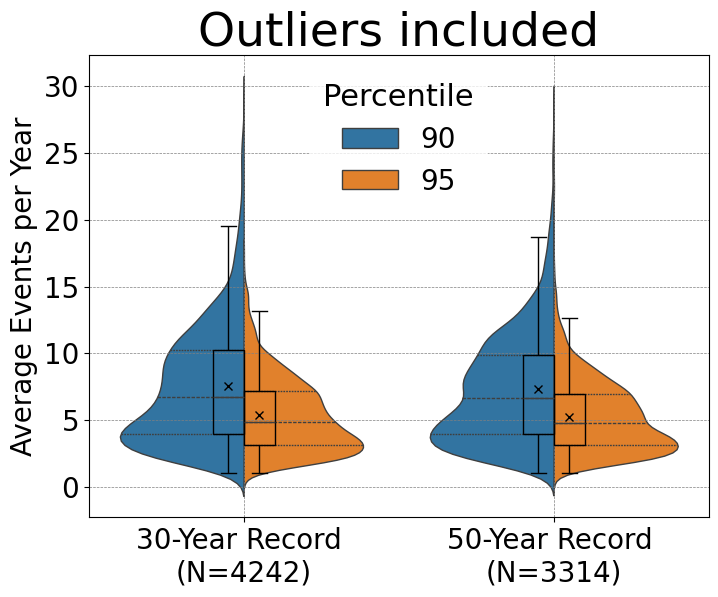 Outliers included
Average Events per Year
30
25
20
15
10
5
0
Percentile
90
95
30-Year Record
(N=4242)
50-Year Record
(N=3314)